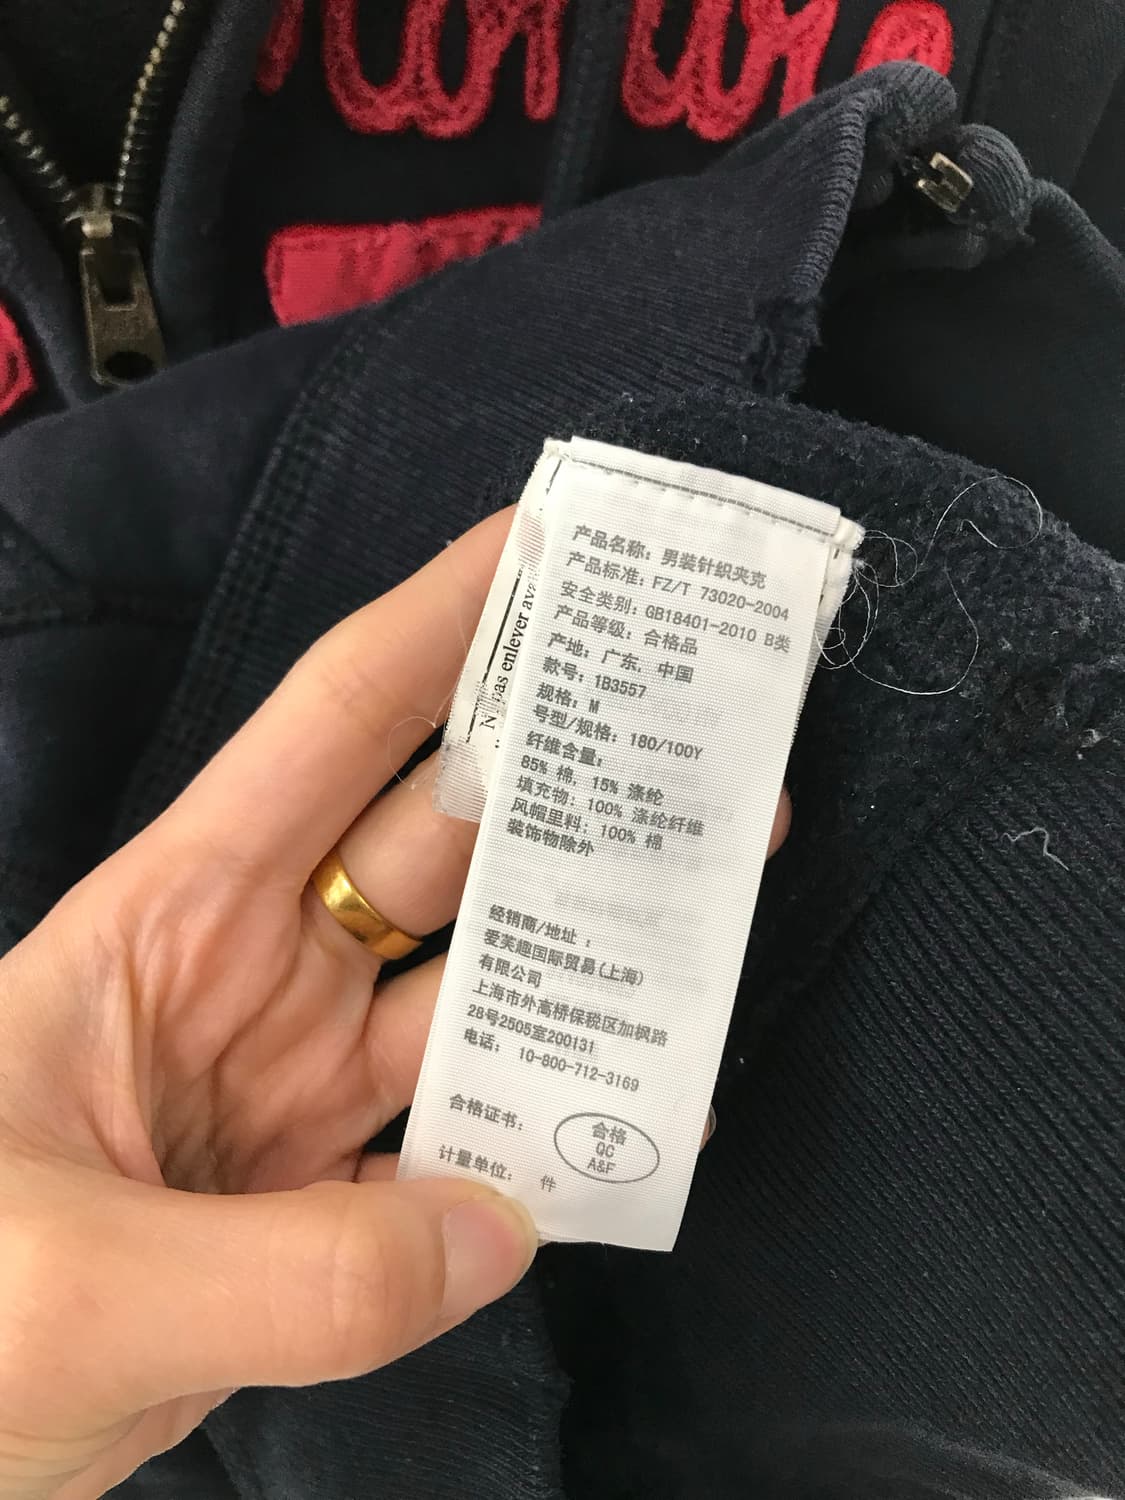 产品名称：男装针织夹克
产品标准：FZ/T 73020-2004
安全类别：GB18401-2010 B类
产品等级：合格品
产地：广东，中国
款号：1B3557
规格：M
号型/规格：180/100Y
纤维含量：
85% 棉，15% 涤纶
填充物：100% 涤纶纤维
风帽里料：100% 棉
装饰物除外
经销商/地址：
爱芙趣国际贸易(上海)
有限公司
上海市外高桥保税区加枫路
28号2505室200131
电话： 10-800-712-3169
合格证书：
合格
QC
A&F
计量单位： 件
pas enlever